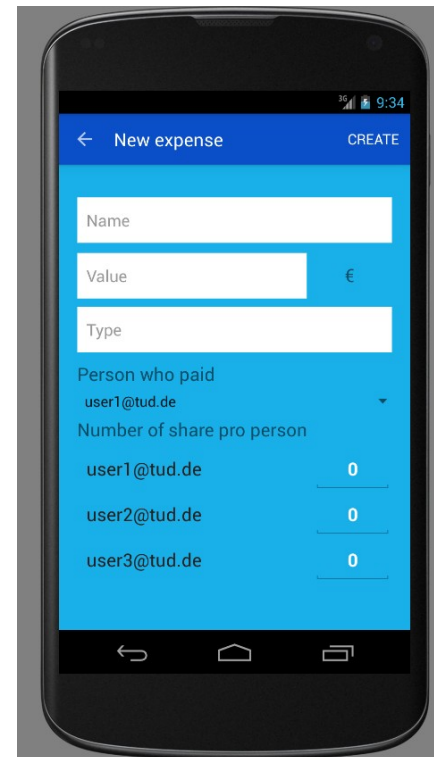 3G 9:34
New expense CREATE
Name
Value €
Type
Person who paid
user1@tud.de
Number of share pro person
user1@tud.de 0
user2@tud.de 0
user3@tud.de 0